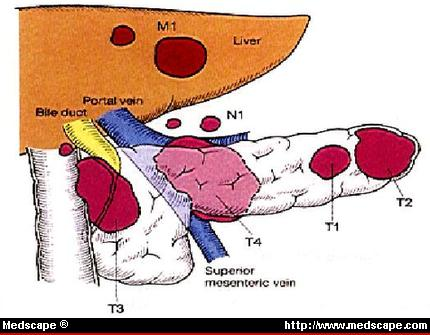 M1
Liver
Portal vein
Bile duct
N1
T2
T1
T4
Superior
mesenteric vein
T3
Medscape ® http://www.medscape.com